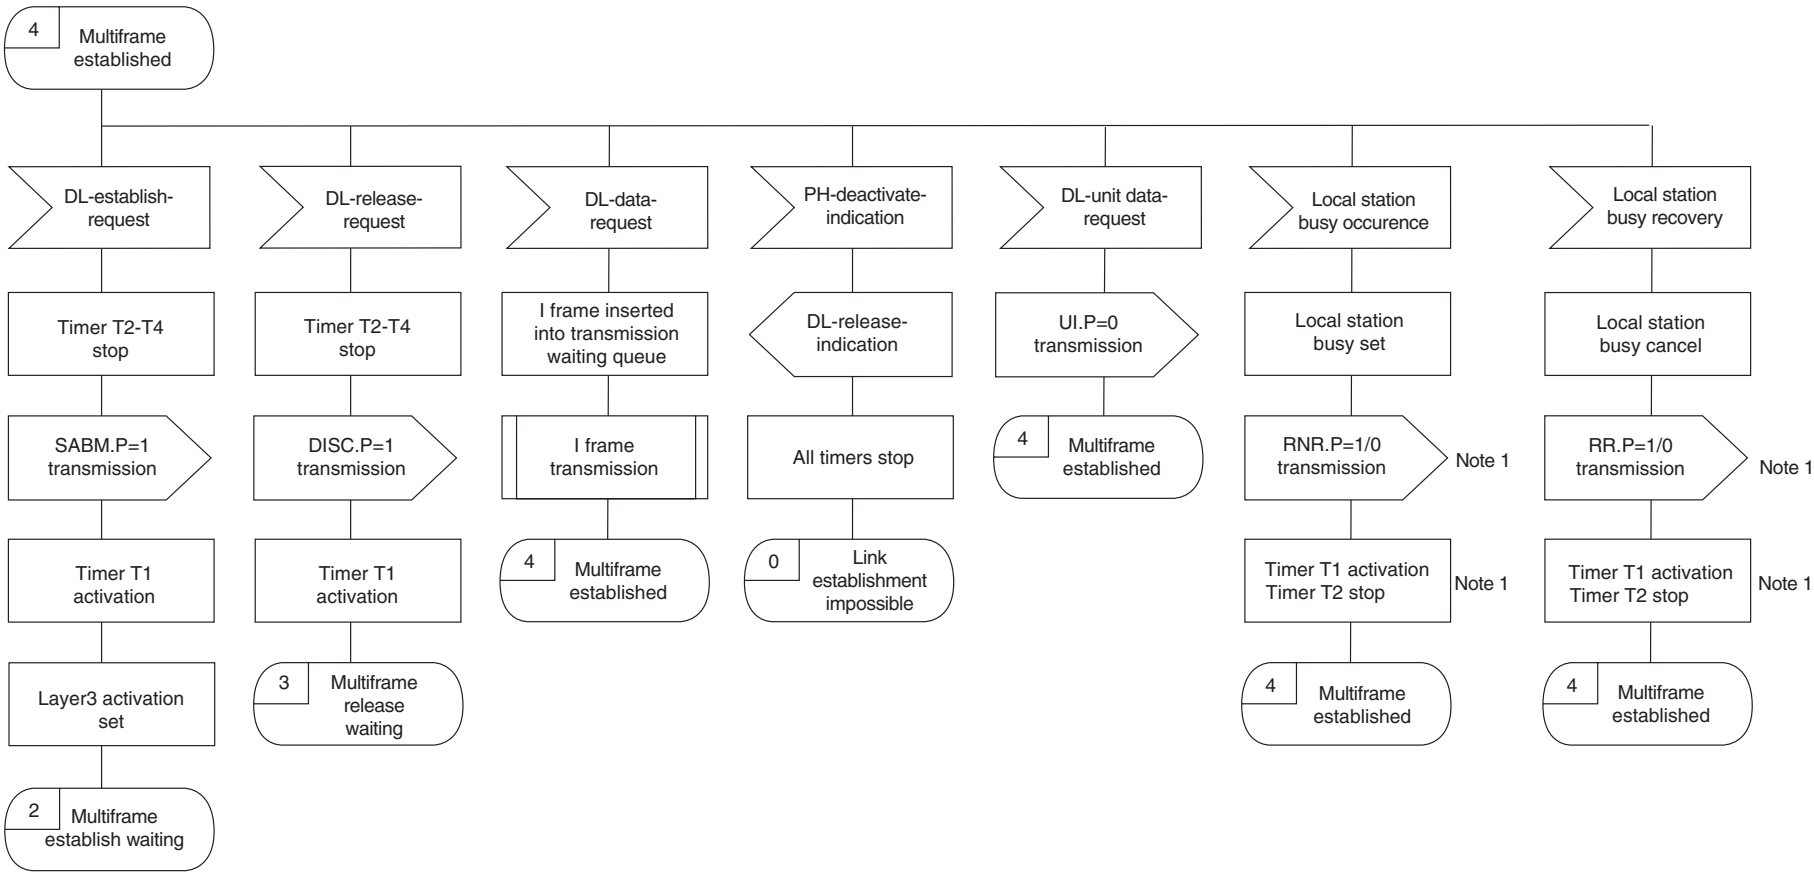 4
Multiframe
established
DL-establish-
request
Timer T2-T4
stop
SABM.P=1
transmission
Timer T1
activation
Layer3 activation
set
2
Multiframe
establish waiting
DL-release-
request
Timer T2-T4
stop
DISC.P=1
transmission
Timer T1
activation
3
Multiframe
release
waiting
DL-data-
request
I frame inserted
into transmission
waiting queue
I frame
transmission
4
Multiframe
established
PH-deactivate-
indication
DL-release-
indication
All timers stop
0
Link
establishment
impossible
DL-unit data-
request
UI.P=0
transmission
4
Multiframe
established
Local station
busy occurence
Local station
busy set
RNR.P=1/0
transmission
Note 1
Timer T1 activation
Timer T2 stop
Note 1
4
Multiframe
established
Local station
busy recovery
Local station
busy cancel
RR.P=1/0
transmission
Note 1
Timer T1 activation
Timer T2 stop
Note 1
4
Multiframe
established